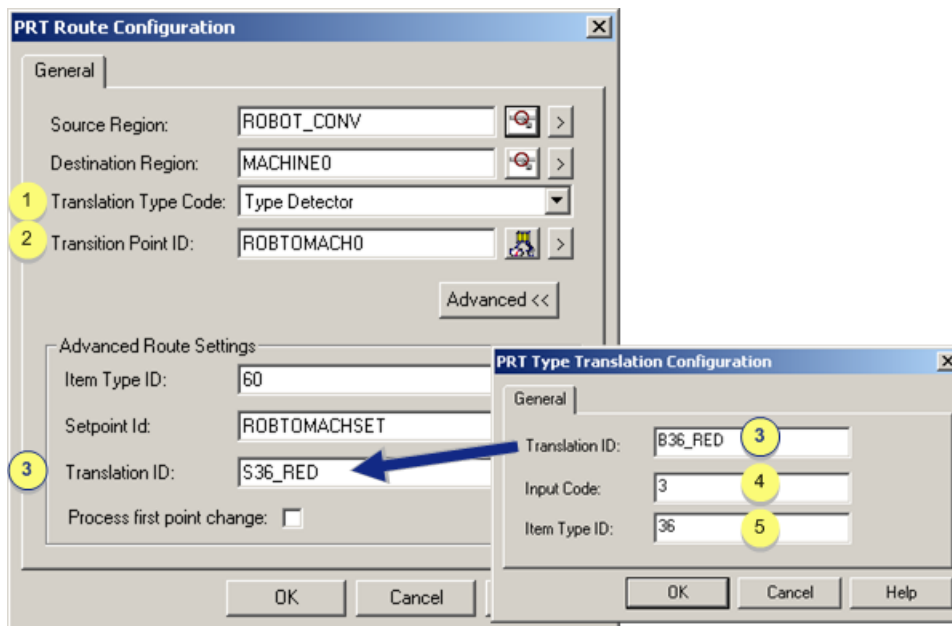 PRT Route Configuration
General
Source Region: ROBOT_CONV >
Destination Region: MACHINE0 >
1 Translation Type Code: Type Detector
2 Transition Point ID: ROBTOMACH0 >
Advanced <<
Advanced Route Settings
Item Type ID: 60
Setpoint Id: ROBTOMACHSET
3 Translation ID: S36_RED
Process first point change:
OK Cancel
PRT Type Translation Configuration
General
Translation ID: B36_RED 3
Input Code: 3 4
Item Type ID: 36 5
OK Cancel Help